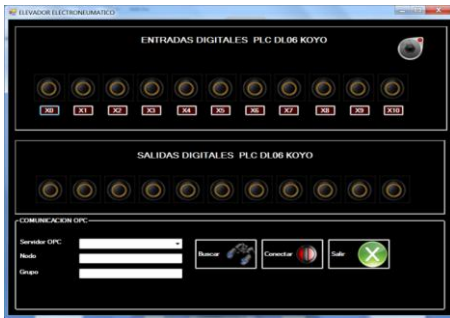 ELEVADOR ELECTRONEUMATICO
ENTRADAS DIGITALES PLC DL06 KOYO
X0 X1 X2 X3 X4 X5 X6 X7 X8 X9 X10
SALIDAS DIGITALES PLC DL06 KOYO
COMUNICACION OPC
Servidor OPC
Nodo
Grupo
Buscar
Conectar
Salir